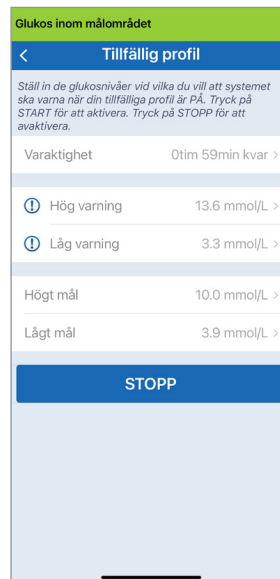 Glukos inom målområdet
Tillfällig profil
Ställ in de glukosnivåer vid vilka du vill att systemet
ska varna när din tillfälliga profil är PÅ. Tryck på
START för att aktivera. Tryck på STOPP för att
avaktivera.
Varaktighet 0tim 59min kvar >
Hög varning 13.6 mmol/L >
Låg varning 3.3 mmol/L >
Högt mål 10.0 mmol/L >
Lågt mål 3.9 mmol/L >
STOPP